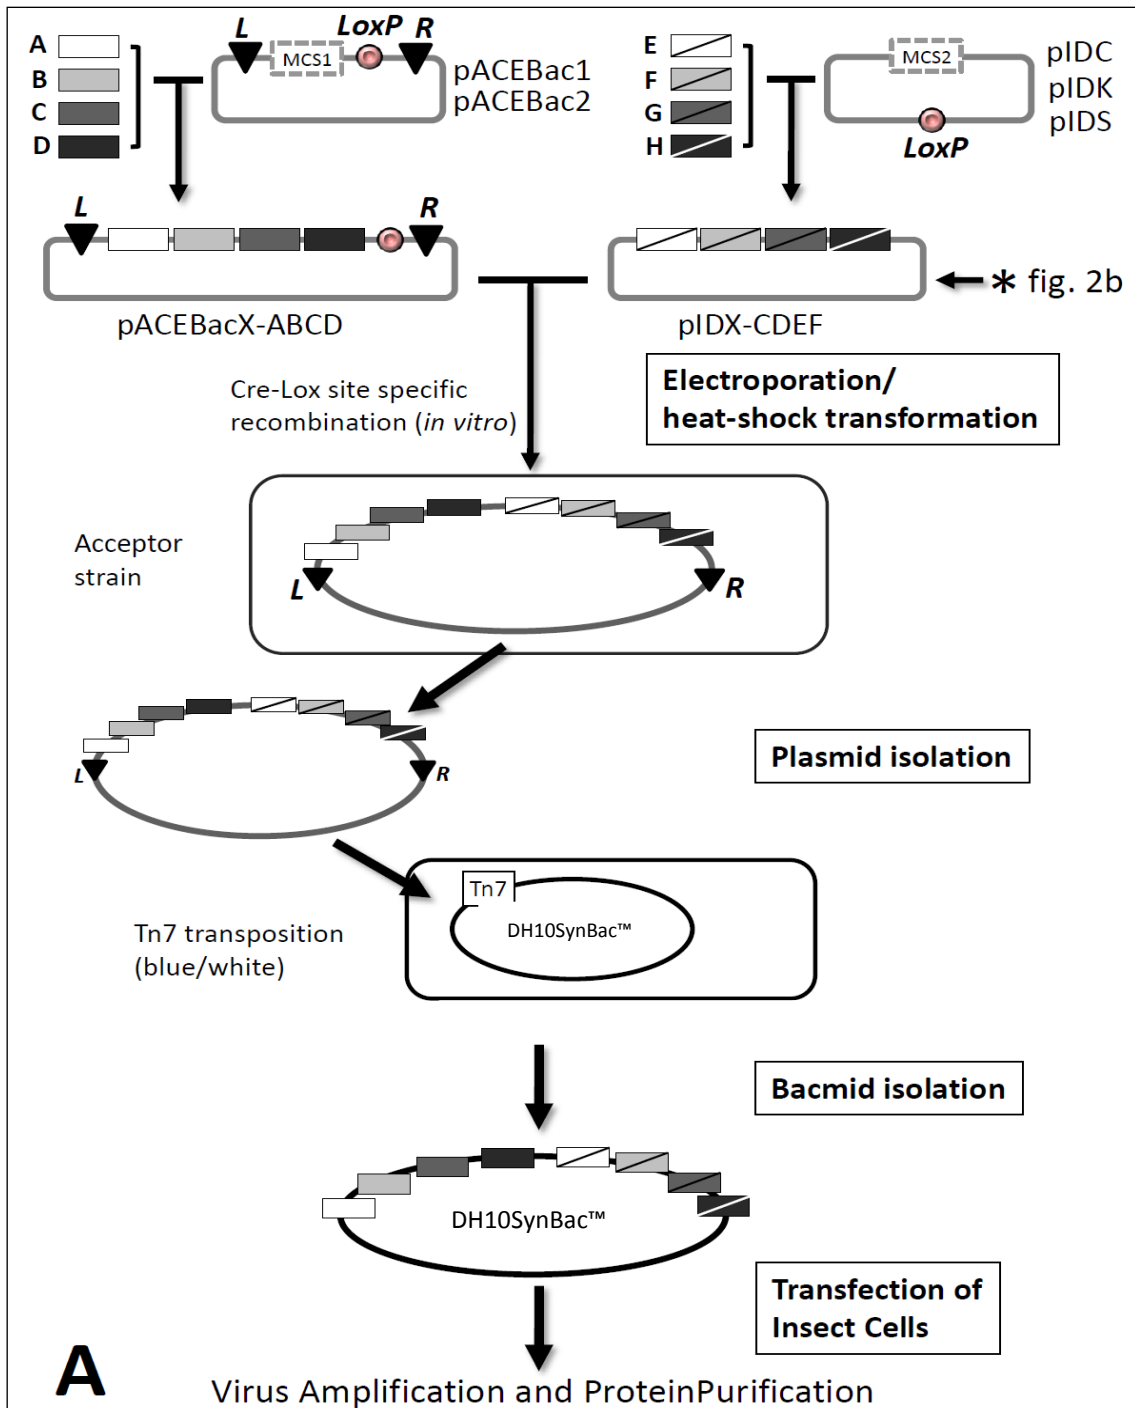 L LoxP R
A
B
C
D
MCS1
pACEBac1
pACEBac2
E
F
G
H
MCS2
LoxP
pIDC
pIDK
pIDS
L R
pACEBacX-ABCD
pIDX-CDEF
* fig. 2b
Cre-Lox site specific
recombination (in vitro)
Electroporation/
heat-shock transformation
Acceptor
strain
L R
L R
Plasmid isolation
Tn7 transposition
(blue/white)
Tn7
DH10SynBac™
Bacmid isolation
DH10SynBac™
Transfection of
Insect Cells
A
Virus Amplification and ProteinPurification